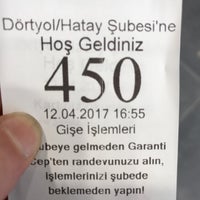 Dörtyol/Hatay Şubesi'ne
Hoş Geldiniz
450
12.04.2017 16:55
Gişe İşlemleri
Şubeye gelmeden Garanti
Cep'ten randevunuzu alın,
işlemlerinizi şubede
beklemeden yapın!